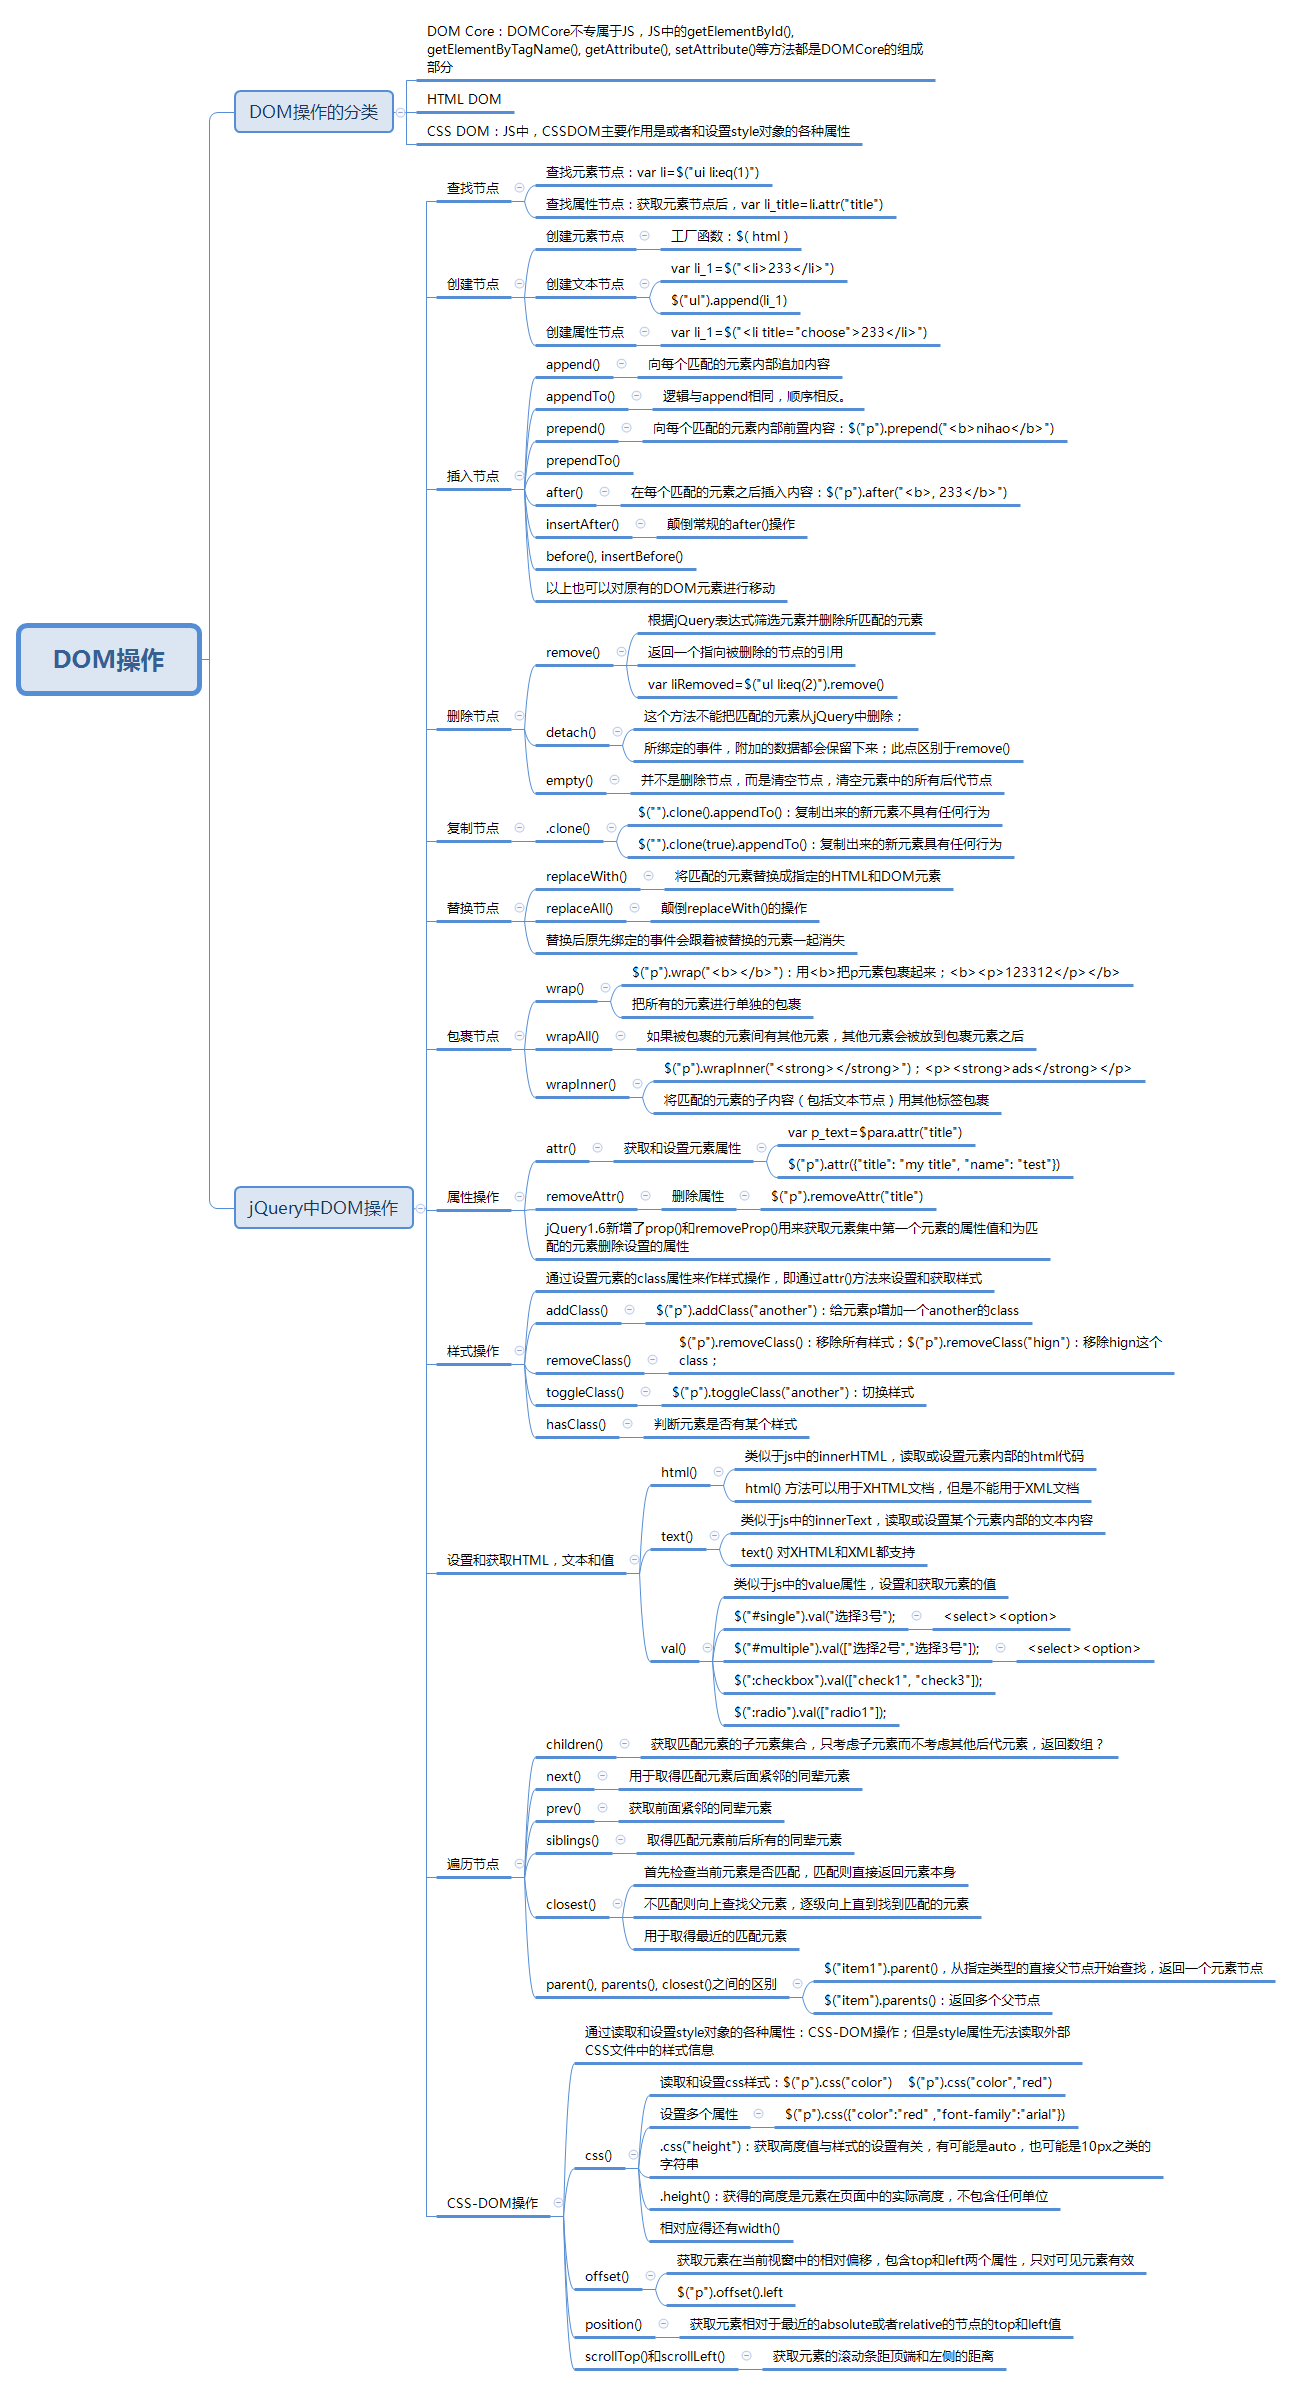 DOM操作
DOM操作的分类
DOM Core：DOMCore不专属于JS，JS中的getElementById(),
getElementByTagName(), getAttribute(), setAttribute()等方法都是DOMCore的组成
部分
HTML DOM
CSS DOM：JS中，CSSDOM主要作用是或者和设置style对象的各种属性
jQuery中DOM操作
查找节点
查找元素节点：var li=$("ui li:eq(1)")
查找属性节点：获取元素节点后，var li_title=li.attr("title")
创建节点
创建元素节点
工厂函数：$( html )
创建文本节点
var li_1=$("<li>233</li>")
$("ul").append(li_1)
创建属性节点
var li_1=$("<li title="choose">233</li>")
插入节点
append()
向每个匹配的元素内部追加内容
appendTo()
逻辑与append相同，顺序相反。
prepend()
向每个匹配的元素内部前置内容：$("p").prepend("<b>nihao</b>")
prependTo()
after()
在每个匹配的元素之后插入内容：$("p").after("<b>, 233</b>")
insertAfter()
颠倒常规的after()操作
before(), insertBefore()
以上也可以对原有的DOM元素进行移动
删除节点
remove()
根据jQuery表达式筛选元素并删除所匹配的元素
返回一个指向被删除的节点的引用
var liRemoved=$("ul li:eq(2)").remove()
detach()
这个方法不能把匹配的元素从jQuery中删除；
所绑定的事件，附加的数据都会保留下来；此点区别于remove()
empty()
并不是删除节点，而是清空节点，清空元素中的所有后代节点
复制节点
.clone()
$("").clone().appendTo()：复制出来的新元素不具有任何行为
$("").clone(true).appendTo()：复制出来的新元素具有任何行为
替换节点
replaceWith()
将匹配的元素替换成指定的HTML和DOM元素
replaceAll()
颠倒replaceWith()的操作
替换后原先绑定的事件会跟着被替换的元素一起消失
包裹节点
wrap()
$("p").wrap("<b></b>")：用<b>把p元素包裹起来；<b><p>123312</p></b>
把所有的元素进行单独的包裹
wrapAll()
如果被包裹的元素间有其他元素，其他元素会被放到包裹元素之后
wrapInner()
$("p").wrapInner("<strong></strong>")；<p><strong>ads</strong></p>
将匹配的元素的子内容（包括文本节点）用其他标签包裹
属性操作
attr()
获取和设置元素属性
var p_text=$para.attr("title")
$("p").attr({"title": "my title", "name": "test"})
removeAttr()
删除属性
$("p").removeAttr("title")
jQuery1.6新增了prop()和removeProp()用来获取元素集中第一个元素的属性值和为匹
配的元素删除设置的属性
样式操作
通过设置元素的class属性来作样式操作，即通过attr()方法来设置和获取样式
addClass()
$("p").addClass("another")：给元素p增加一个another的class
removeClass()
$("p").removeClass()：移除所有样式；$("p").removeClass("hign")：移除hign这个
class；
toggleClass()
$("p").toggleClass("another")：切换样式
hasClass()
判断元素是否有某个样式
设置和获取HTML，文本和值
html()
类似于js中的innerHTML，读取或设置元素内部的html代码
html() 方法可以用于XHTML文档，但是不能用于XML文档
text()
类似于js中的innerText，读取或设置某个元素内部的文本内容
text() 对XHTML和XML都支持
val()
类似于js中的value属性，设置和获取元素的值
$("#single").val("选择3号");
<select><option>
$("#multiple").val(["选择2号","选择3号"]);
<select><option>
$(":checkbox").val(["check1", "check3"]);
$(":radio").val(["radio1"]);
遍历节点
children()
获取匹配元素的子元素集合，只考虑子元素而不考虑其他后代元素，返回数组？
next()
用于取得匹配元素后面紧邻的同辈元素
prev()
获取前面紧邻的同辈元素
siblings()
取得匹配元素前后所有的同辈元素
closest()
首先检查当前元素是否匹配，匹配则直接返回元素本身
不匹配则向上查找父元素，逐级向上直到找到匹配的元素
用于取得最近的匹配元素
parent(), parents(), closest()之间的区别
$("item1").parent()，从指定类型的直接父节点开始查找，返回一个元素节点
$("item").parents()：返回多个父节点
CSS-DOM操作
通过读取和设置style对象的各种属性：CSS-DOM操作；但是style属性无法读取外部
CSS文件中的样式信息
css()
读取和设置css样式：$("p").css("color")    $("p").css("color","red")
设置多个属性
$("p").css({"color":"red" ,"font-family":"arial"})
.css("height")：获取高度值与样式的设置有关，有可能是auto，也可能是10px之类的
字符串
.height()：获得的高度是元素在页面中的实际高度，不包含任何单位
相对应得还有width()
offset()
获取元素在当前视窗中的相对偏移，包含top和left两个属性，只对可见元素有效
$("p").offset().left
position()
获取元素相对于最近的absolute或者relative的节点的top和left值
scrollTop()和scrollLeft()
获取元素的滚动条距顶端和左侧的距离